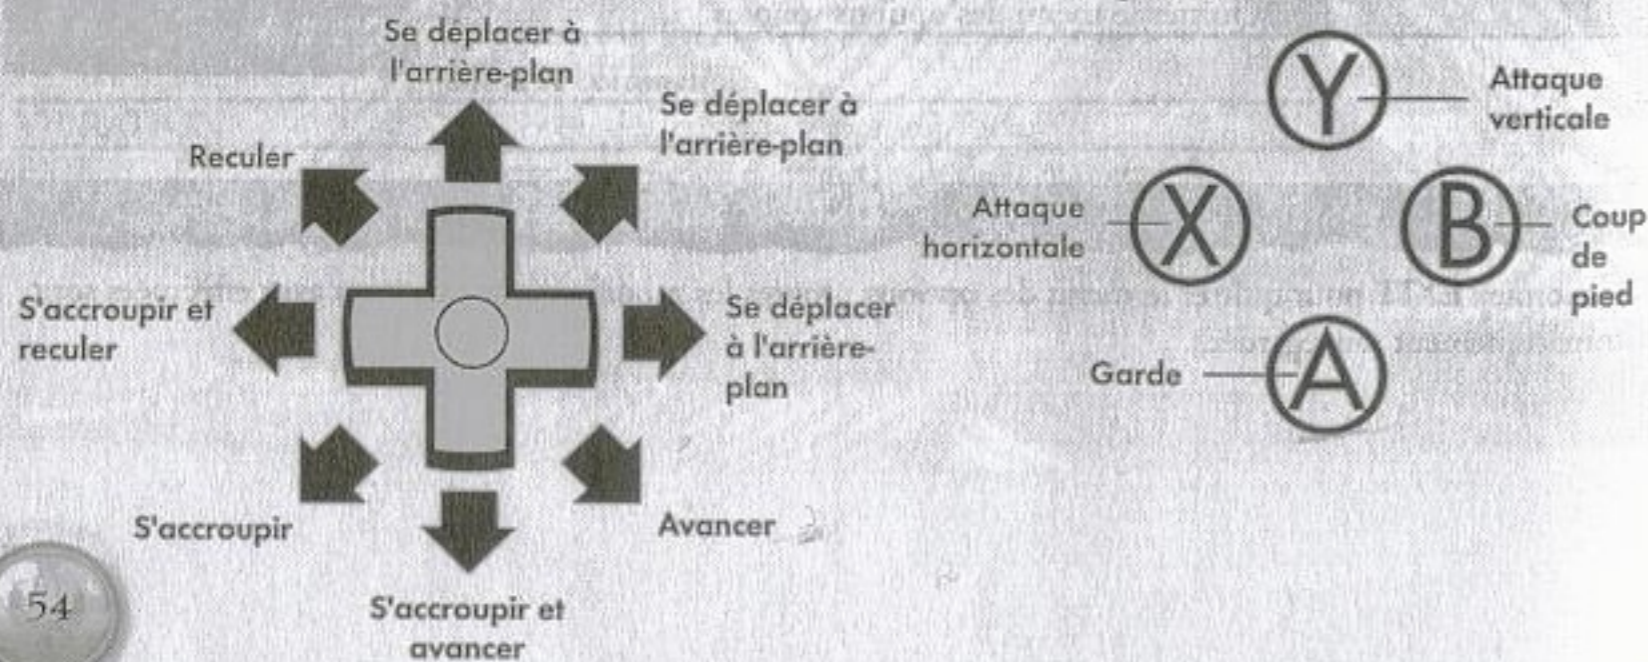 Se déplacer à
l'arrière-plan
Se déplacer à
l'arrière-plan
Reculer
S'accroupir et
reculer
Se déplacer
à l'arrière-
plan
S'accroupir
Avancer
S'accroupir et
avancer
Y
Attaque
verticale
Attaque
horizontale
X
B
Coup
de
pied
Garde
A
54